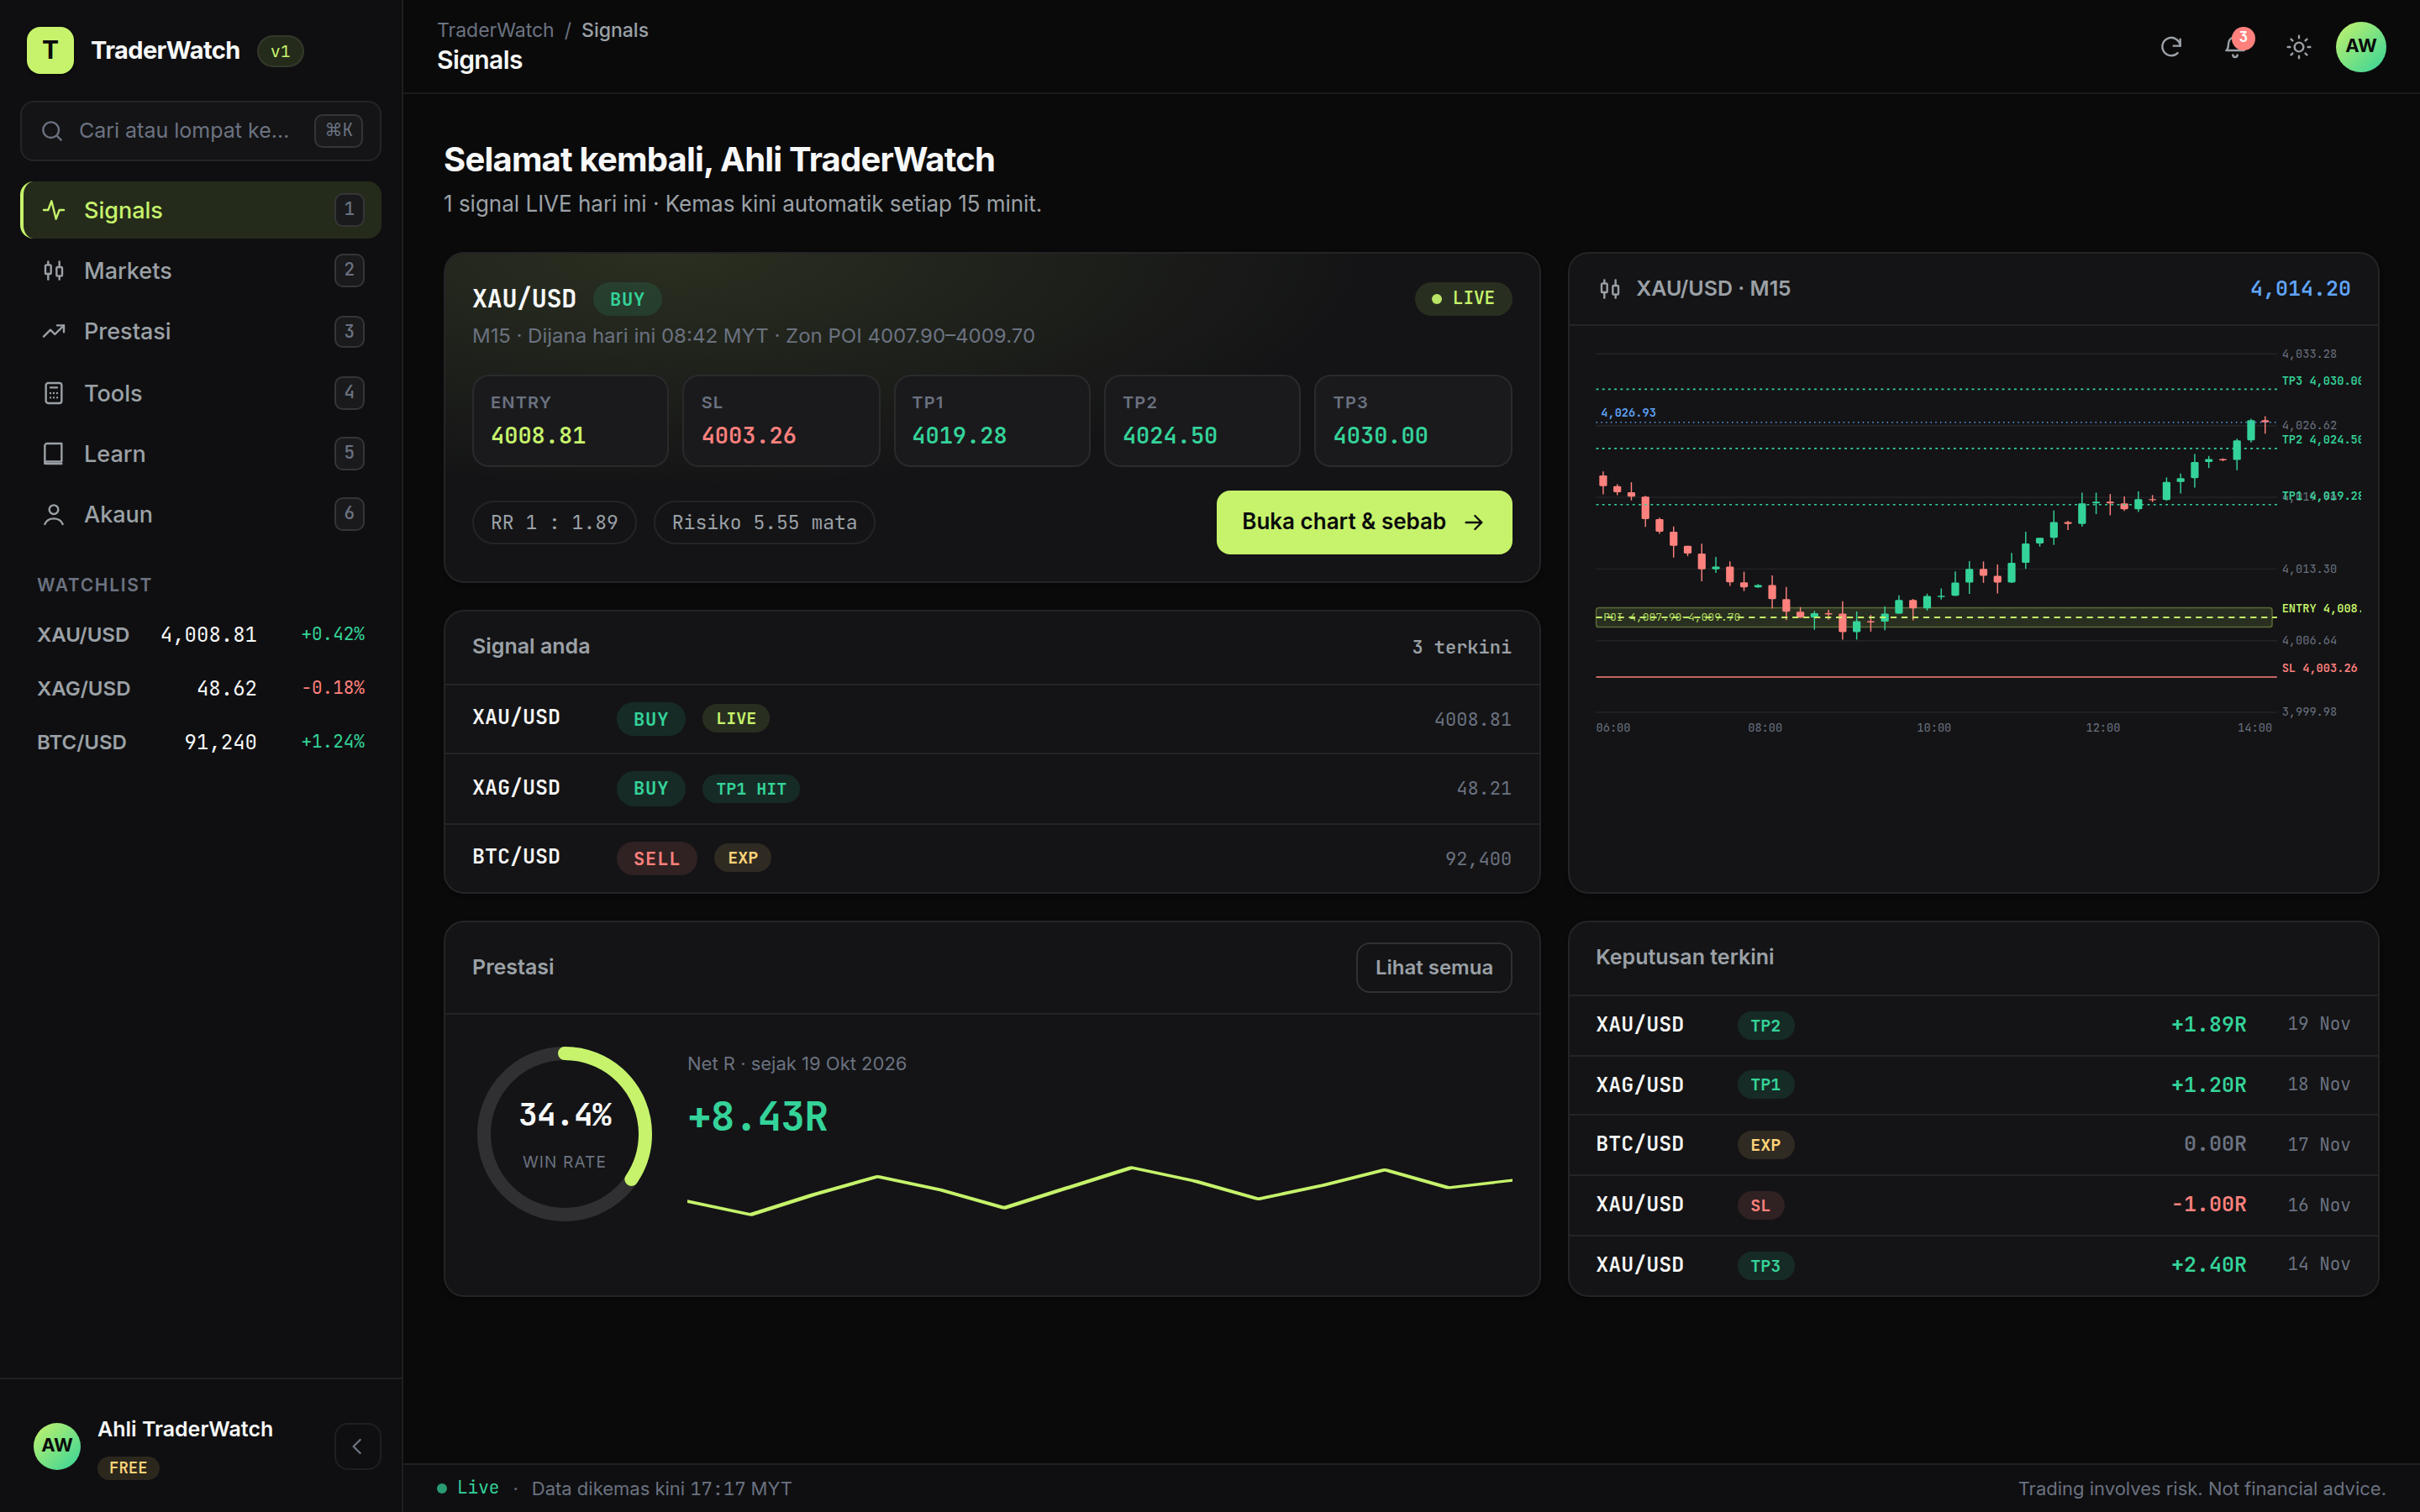 T TraderWatch v1
Cari atau lompat ke... ⌘K
Signals 1
Markets 2
Prestasi 3
Tools 4
Learn 5
Akaun 6
WATCHLIST
XAU/USD 4,008.81 +0.42%
XAG/USD 48.62 -0.18%
BTC/USD 91,240 +1.24%
AW Ahli TraderWatch
FREE
TraderWatch / Signals
Signals
3
AW
Selamat kembali, Ahli TraderWatch
1 signal LIVE hari ini · Kemas kini automatik setiap 15 minit.
XAU/USD BUY LIVE
M15 · Dijana hari ini 08:42 MYT · Zon POI 4007.90–4009.70
ENTRY SL TP1 TP2 TP3
4008.81 4003.26 4019.28 4024.50 4030.00
RR 1 : 1.89 Risiko 5.55 mata Buka chart & sebab →
XAU/USD · M15 4,014.20
4,033.28
TP3 4,030.00
4,026.93
4,026.62
TP2 4,024.50
TP1 4,019.28
4,013.30
ENTRY 4,008.
POI 4,007.90-4,009.70
4,006.64
SL 4,003.26
3,999.98
06:00 08:00 10:00 12:00 14:00
Signal anda 3 terkini
XAU/USD BUY LIVE 4008.81
XAG/USD BUY TP1 HIT 48.21
BTC/USD SELL EXP 92,400
Prestasi Lihat semua
34.4%
WIN RATE
Net R · sejak 19 Okt 2026
+8.43R
Keputusan terkini
XAU/USD TP2 +1.89R 19 Nov
XAG/USD TP1 +1.20R 18 Nov
BTC/USD EXP 0.00R 17 Nov
XAU/USD SL -1.00R 16 Nov
XAU/USD TP3 +2.40R 14 Nov
Live · Data dikemas kini 17:17 MYT
Trading involves risk. Not financial advice.